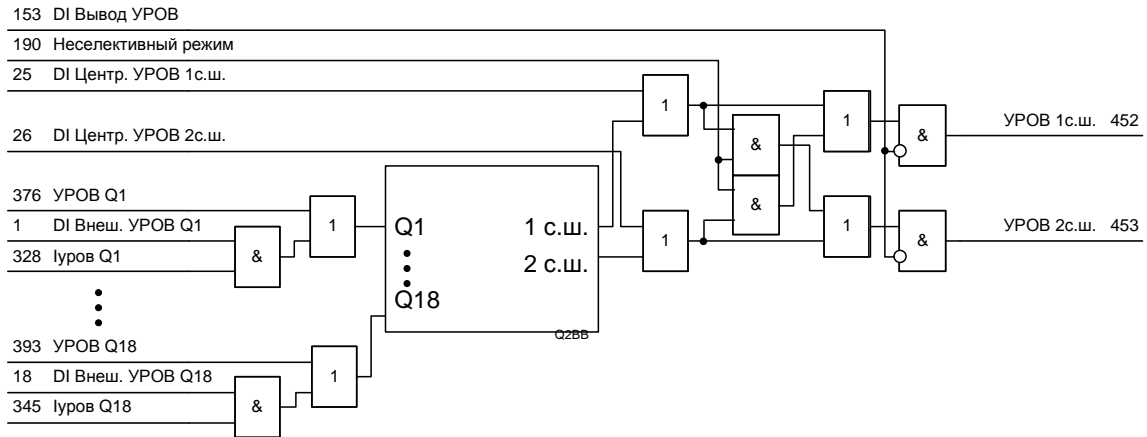 153 DI Вывод УРОВ
190 Неселективный режим
25 DI Центр. УРОВ 1с.ш.
1
1
&
УРОВ 1с.ш. 452
26 DI Центр. УРОВ 2с.ш.
&
376 УРОВ Q1
1 DI Внеш. УРОВ Q1
328 Iуров Q1
&
1
Q1
Q18
1 с.ш.
2 с.ш.
Q2BB
1
&
1
&
УРОВ 2с.ш. 453
393 УРОВ Q18
18 DI Внеш. УРОВ Q18
345 Iуров Q18
&
1